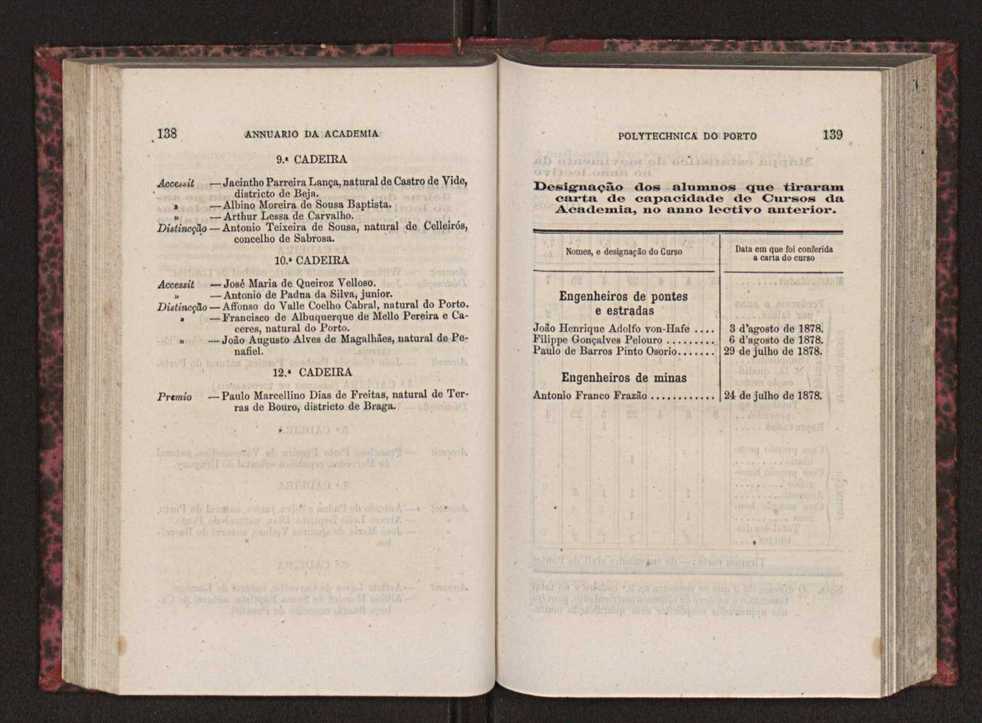 138 ANNUARIO DA ACADEMIA
9.ª CADEIRA
Accessit — Jacintho Parreira Lança, natural de Castro de Vide,
districto de Beja.
» — Albino Moreira de Sousa Baptista.
» — Arthur Lessa de Carvalho.
Distincção — Antonio Teixeira de Sousa, natural de Celleirós,
concelho de Sabrosa.
10.ª CADEIRA
Accessit — José Maria de Queiroz Velloso.
» — Antonio de Padua da Silva, junior.
Distincção — Affonso do Valle Coelho Cabral, natural do Porto.
» — Francisco de Albuquerque de Mello Pereira e Ca-
ceres, natural do Porto.
» — João Augusto Alves de Magalhães, natural de Pe-
nafiel.
12.ª CADEIRA
Premio — Paulo Marcellino Dias de Freitas, natural de Ter-
ras de Bouro, districto de Braga.
POLYTECHNICA DO PORTO 139
Designação dos alumnos que tiraram
carta de capacidade de Cursos da
Academia, no anno lectivo anterior.
Nomes, e designação do Curso
Data em que foi conferida
a carta do curso
Engenheiros de pontes
e estradas
João Henrique Adolfo von-Hafe .... 3 d'agosto de 1878.
Filippe Gonçalves Pelouro ......... 6 d'agosto de 1878.
Paulo de Barros Pinto Osorio....... 29 de julho de 1878.
Engenheiros de minas
Antonio Franco Frazão ............ 24 de julho de 1878.